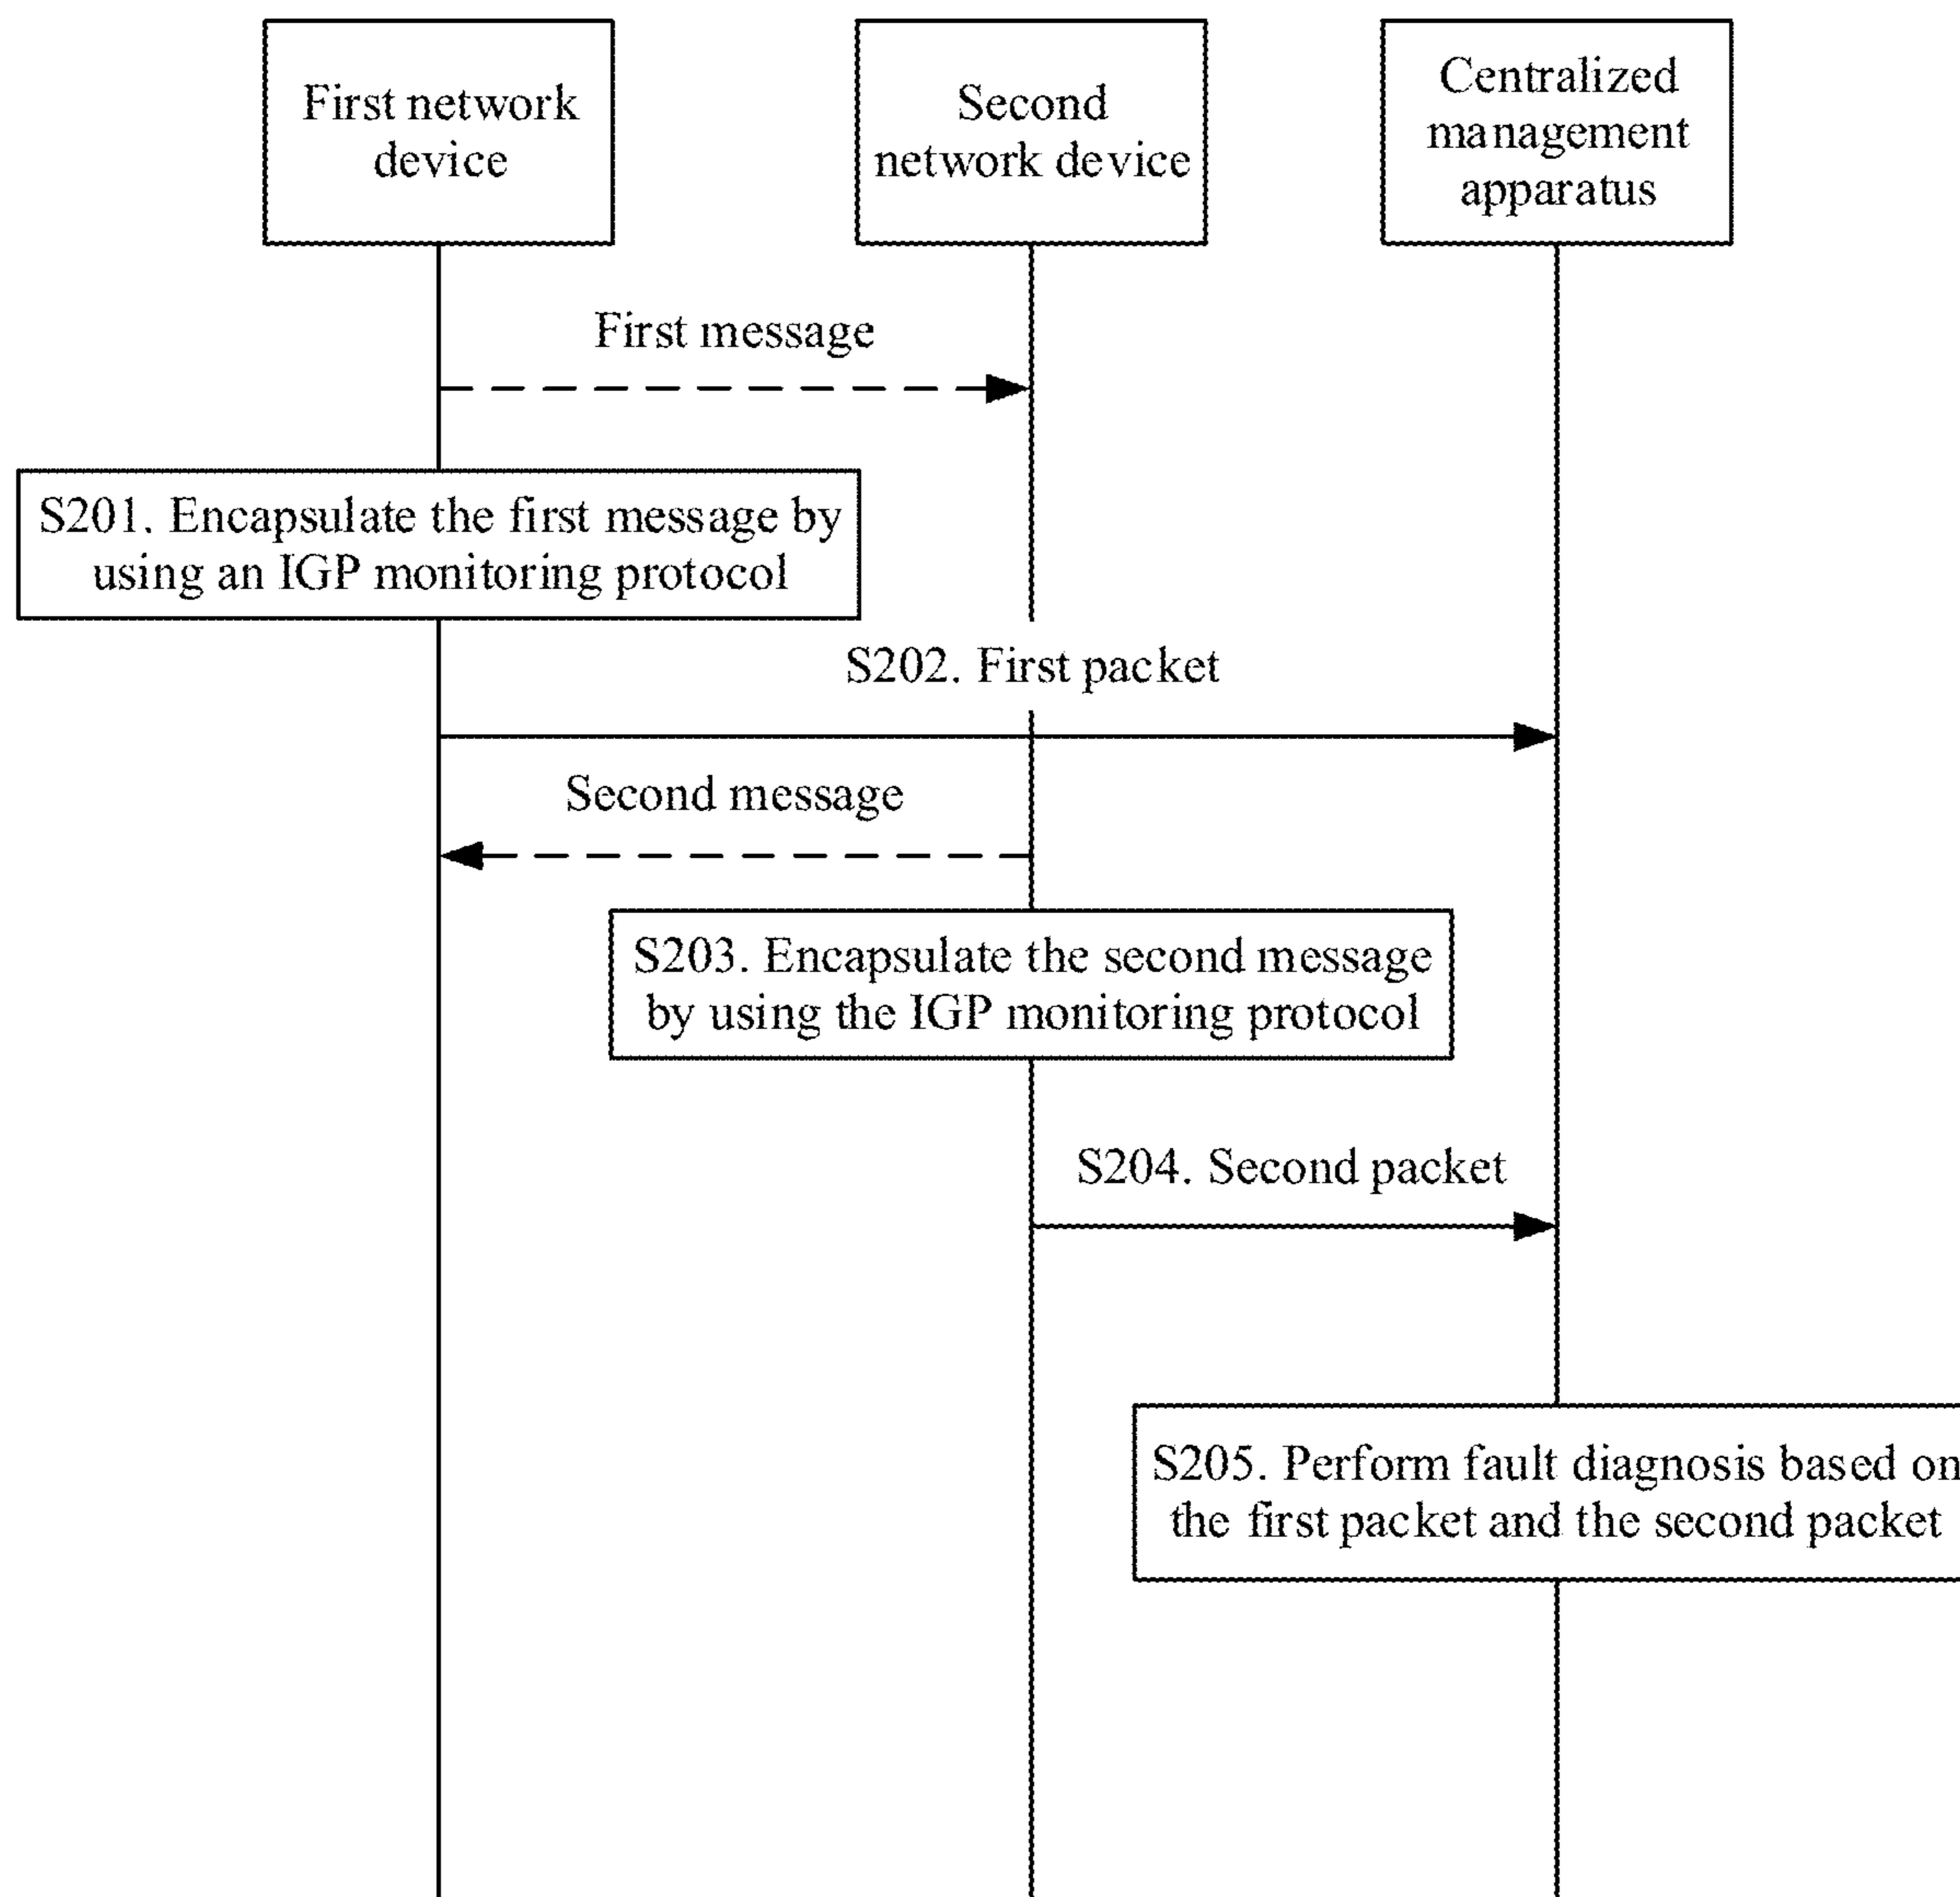 First network
device
Second
network device
Centralized
management
apparatus
First message
S201. Encapsulate the first message by
using an IGP monitoring protocol
S202. First packet
Second message
S203. Encapsulate the second message
by using the IGP monitoring protocol
S204. Second packet
S205. Perform fault diagnosis based on
the first packet and the second packet